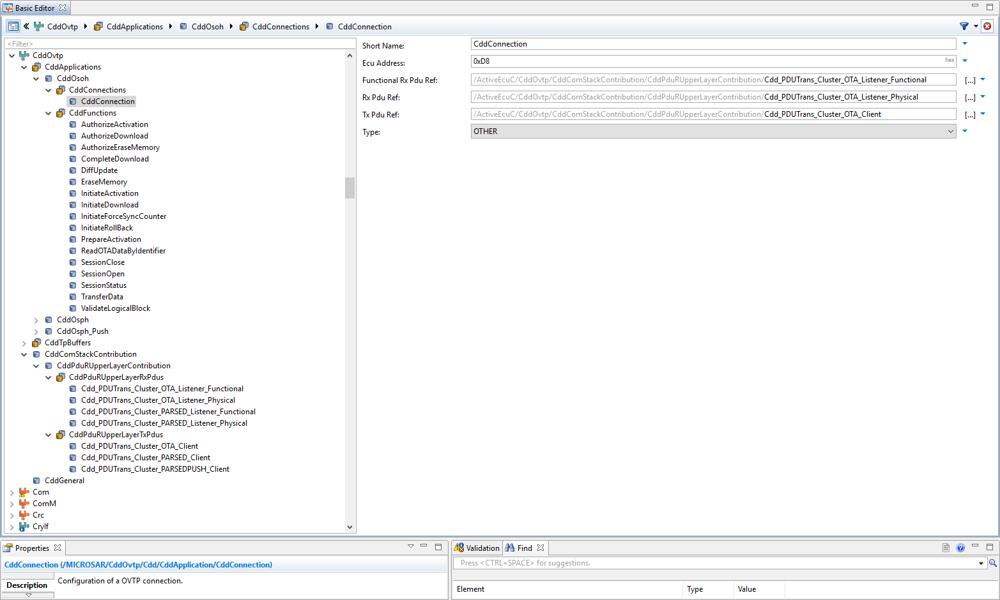 Basic Editor
CddOvtp CddApplications CddOsoh CddConnections CddConnection
<Filter>
CddOvtp
CddApplications
CddOsoh
CddConnections
CddConnection
CddFunctions
AuthorizeActivation
AuthorizeDownload
AuthorizeEraseMemory
CompleteDownload
DiffUpdate
EraseMemory
InitiateActivation
InitiateDownload
InitiateForceSyncCounter
InitiateRollBack
PrepareActivation
ReadOTADataByIdentifier
SessionClose
SessionOpen
SessionStatus
TransferData
ValidateLogicalBlock
CddOsph
CddOsph_Push
CddTpBuffers
CddComStackContribution
CddPduRUpperLayerContribution
CddPduRUpperLayerRxPdus
Cdd_PDUTrans_Cluster_OTA_Listener_Functional
Cdd_PDUTrans_Cluster_OTA_Listener_Physical
Cdd_PDUTrans_Cluster_PARSED_Listener_Functional
Cdd_PDUTrans_Cluster_PARSED_Listener_Physical
CddPduRUpperLayerTxPdus
Cdd_PDUTrans_Cluster_OTA_Client
Cdd_PDUTrans_Cluster_PARSED_Client
Cdd_PDUTrans_Cluster_PARSEDPUSH_Client
CddGeneral
Com
ComM
Crc
CryIf
Short Name: CddConnection
Ecu Address: 0xD8 hex
Functional Rx Pdu Ref: /ActiveEcuC/CddOvtp/CddComStackContribution/CddPduRUpperLayerContribution/Cdd_PDUTrans_Cluster_OTA_Listener_Functional [...]
Rx Pdu Ref: /ActiveEcuC/CddOvtp/CddComStackContribution/CddPduRUpperLayerContribution/Cdd_PDUTrans_Cluster_OTA_Listener_Physical [...]
Tx Pdu Ref: /ActiveEcuC/CddOvtp/CddComStackContribution/CddPduRUpperLayerContribution/Cdd_PDUTrans_Cluster_OTA_Client [...]
Type: OTHER
Properties
CddConnection (/MICROSAR/CddOvtp/Cdd/CddApplication/CddConnection)
Description Configuration of a OVTP connection.
Validation Find
Press <CTRL+SPACE> for suggestions.
Element Type Value